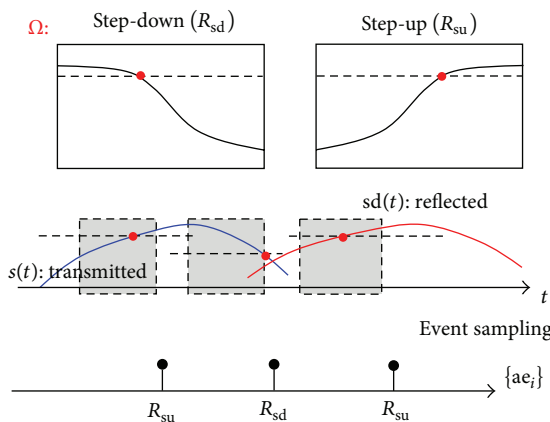 Ω:
Step-down (R_sd)
Step-up (R_su)
sd(t): reflected
s(t): transmitted
t
Event sampling
{ae_i}
R_su
R_sd
R_su